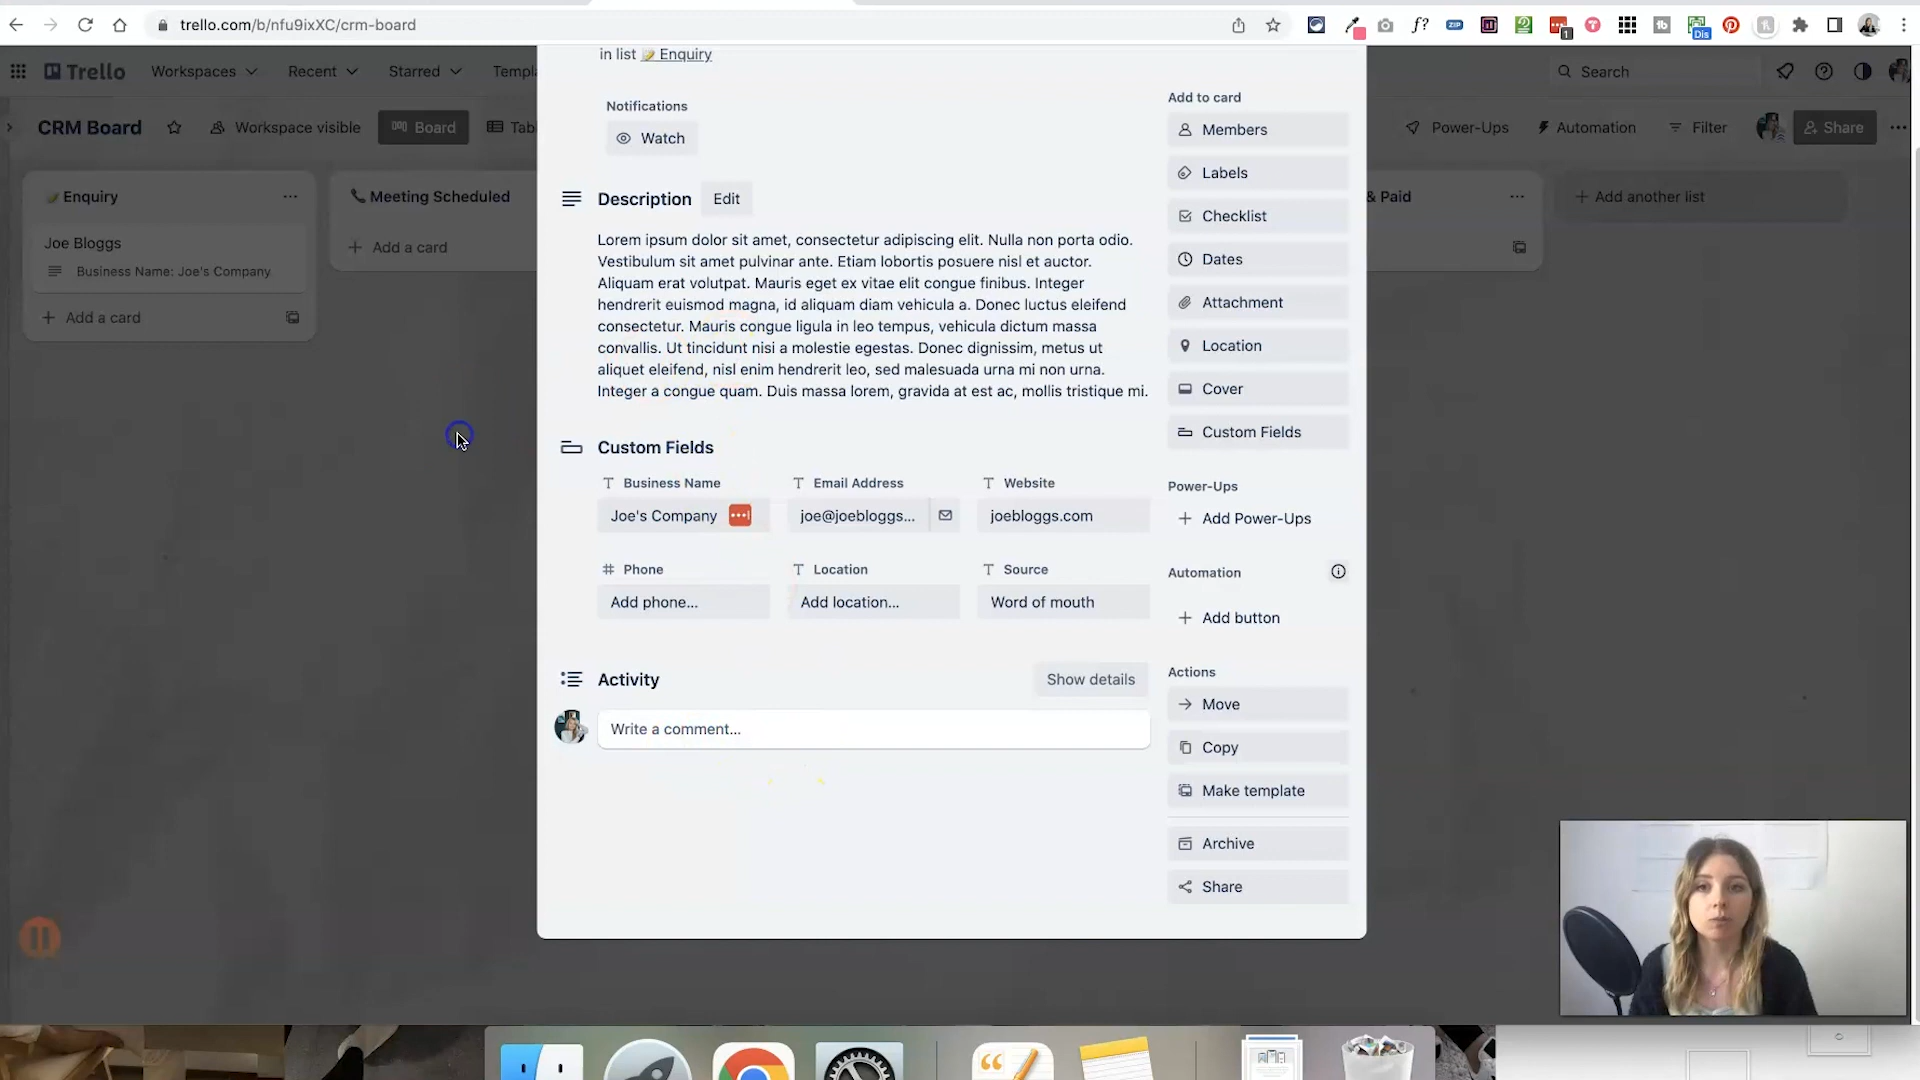 trello.com/b/nfu9ixXC/crm-board
f?
ZIP
1
Dis
Trello
Workspaces
Recent
Starred
Search
CRM Board
Workspace visible
Board
Power-Ups
Automation
Filter
Share
Enquiry
Joe Bloggs
Business Name: Joe's Company
+ Add a card
Meeting Scheduled
+ Add a card
& Paid
+ Add another list
in list 📝 Enquiry
Notifications
Watch
Description
Edit
Lorem ipsum dolor sit amet, consectetur adipiscing elit. Nulla non porta odio.
Vestibulum sit amet pulvinar ante. Etiam lobortis posuere nisl et auctor.
Aliquam erat volutpat. Mauris eget ex vitae elit congue finibus. Integer
hendrerit euismod magna, id aliquam diam vehicula a. Donec luctus eleifend
consectetur. Mauris congue ligula in leo tempus, vehicula dictum massa
convallis. Ut tincidunt nisi a molestie egestas. Donec dignissim, metus ut
aliquet eleifend, nisl enim hendrerit leo, sed malesuada urna mi non urna.
Integer a congue quam. Duis massa lorem, gravida at est ac, mollis tristique mi.
Custom Fields
Business Name
Joe's Company
Email Address
joe@joebloggs...
Website
joebloggs.com
Phone
Add phone...
Location
Add location...
Source
Word of mouth
Activity
Show details
Write a comment...
Add to card
Members
Labels
Checklist
Dates
Attachment
Location
Cover
Custom Fields
Power-Ups
+ Add Power-Ups
Automation
+ Add button
Actions
Move
Copy
Make template
Archive
Share